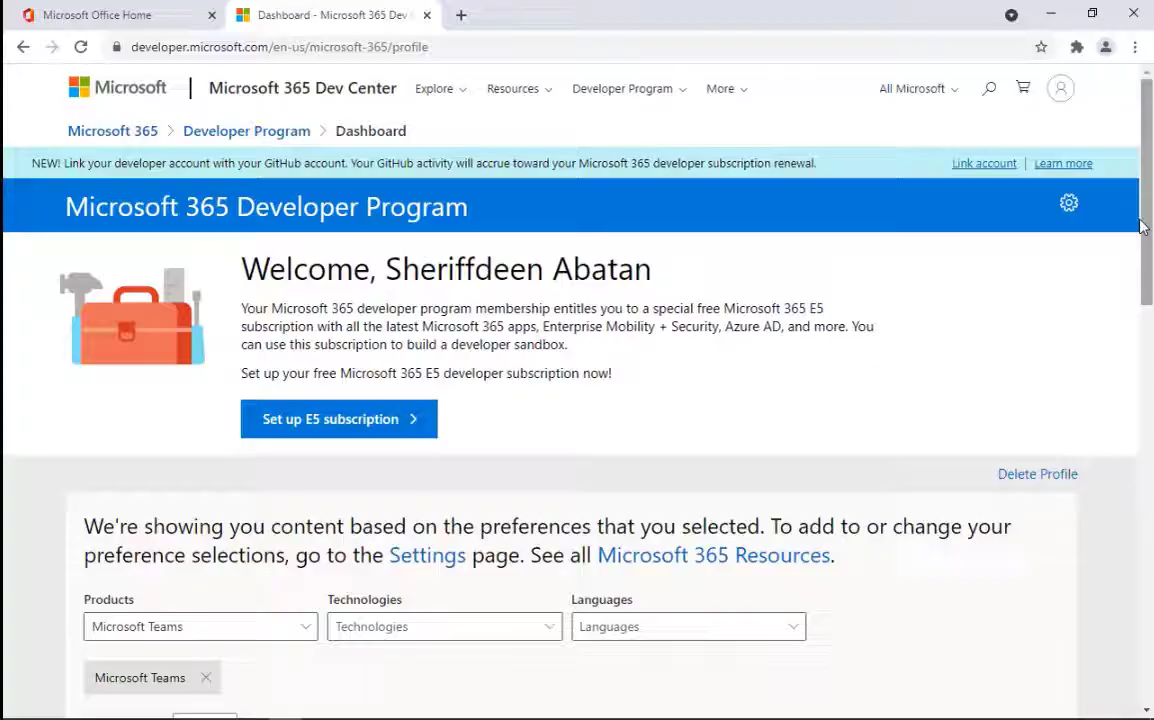 Microsoft Office Home
Dashboard - Microsoft 365 Dev
developer.microsoft.com/en-us/microsoft-365/profile
Microsoft
Microsoft 365 Dev Center
Explore
Resources
Developer Program
More
All Microsoft
Microsoft 365 > Developer Program > Dashboard
NEW! Link your developer account with your GitHub account. Your GitHub activity will accrue toward your Microsoft 365 developer subscription renewal.
Link account | Learn more
Microsoft 365 Developer Program
Welcome, Sheriffdeen Abatan
Your Microsoft 365 developer program membership entitles you to a special free Microsoft 365 E5
subscription with all the latest Microsoft 365 apps, Enterprise Mobility + Security, Azure AD, and more. You
can use this subscription to build a developer sandbox.
Set up your free Microsoft 365 E5 developer subscription now!
Set up E5 subscription >
Delete Profile
We're showing you content based on the preferences that you selected. To add to or change your
preference selections, go to the Settings page. See all Microsoft 365 Resources.
Products
Technologies
Languages
Microsoft Teams
Technologies
Languages
Microsoft Teams